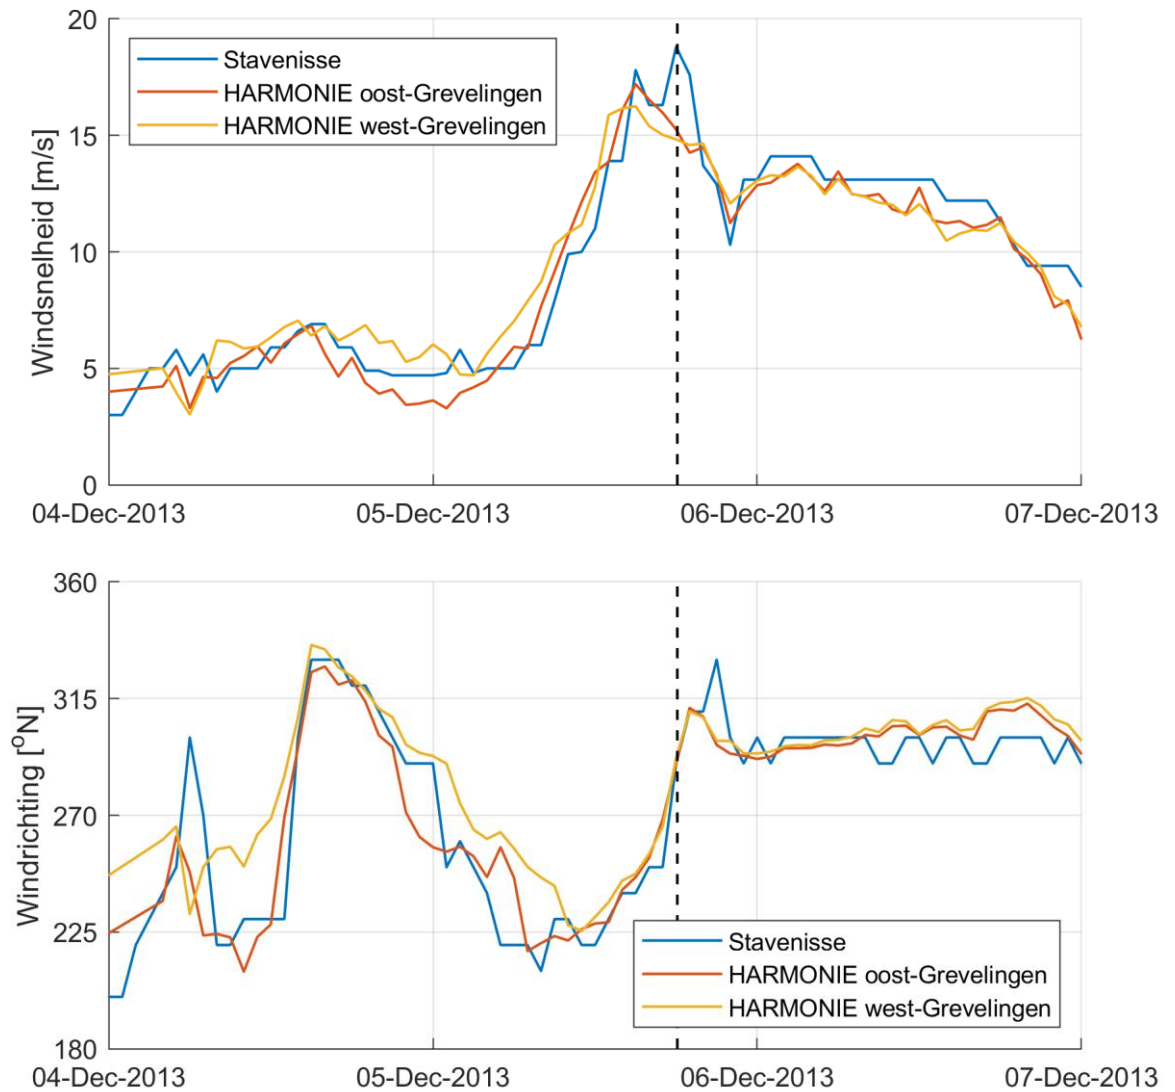 20
15
10
5
0
Windsnelheid [m/s]
Stavenisse
HARMONIE oost-Grevelingen
HARMONIE west-Grevelingen
04-Dec-2013 05-Dec-2013 06-Dec-2013 07-Dec-2013
360
315
270
225
180
Windrichting [°N]
Stavenisse
HARMONIE oost-Grevelingen
HARMONIE west-Grevelingen
04-Dec-2013 05-Dec-2013 06-Dec-2013 07-Dec-2013